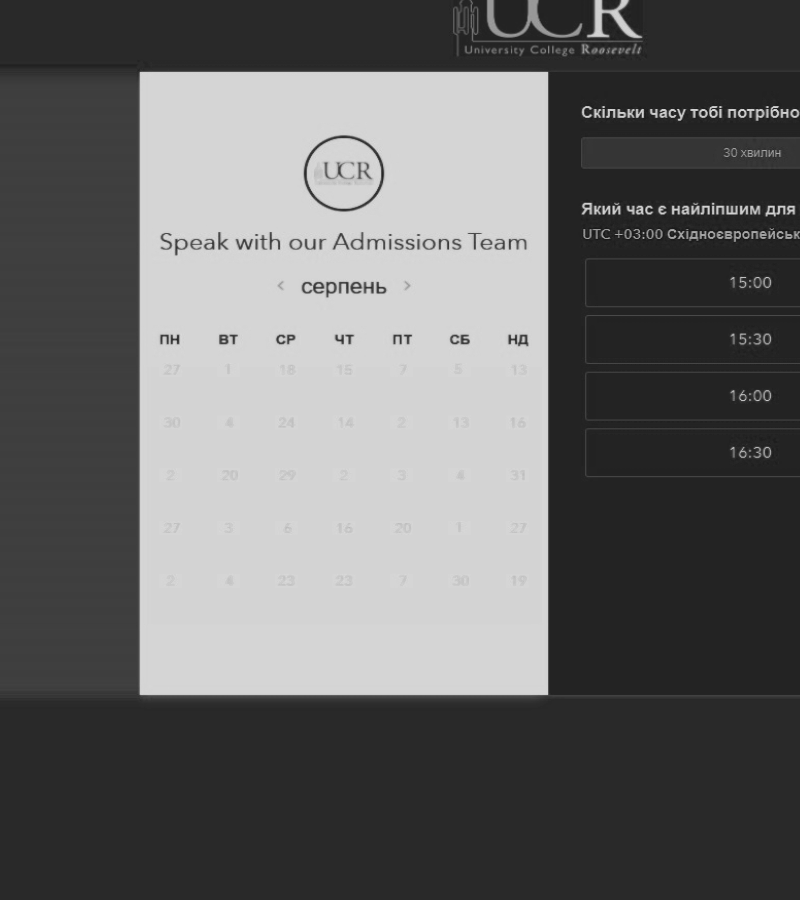 UCR
University College Roosevelt
UCR
Speak with our Admissions Team
< серпень >
ПН ВТ СР ЧТ ПТ СБ НД
27 1 18 15 7 5 13
30 4 24 14 2 13 16
2 20 29 2 3 4 31
27 3 6 16 20 1 27
2 4 23 23 7 30 19
Скільки часу тобі потрібно
30 хвилин
Який час є найліпшим для
UTC +03:00 Східноєвропейськ
15:00
15:30
16:00
16:30